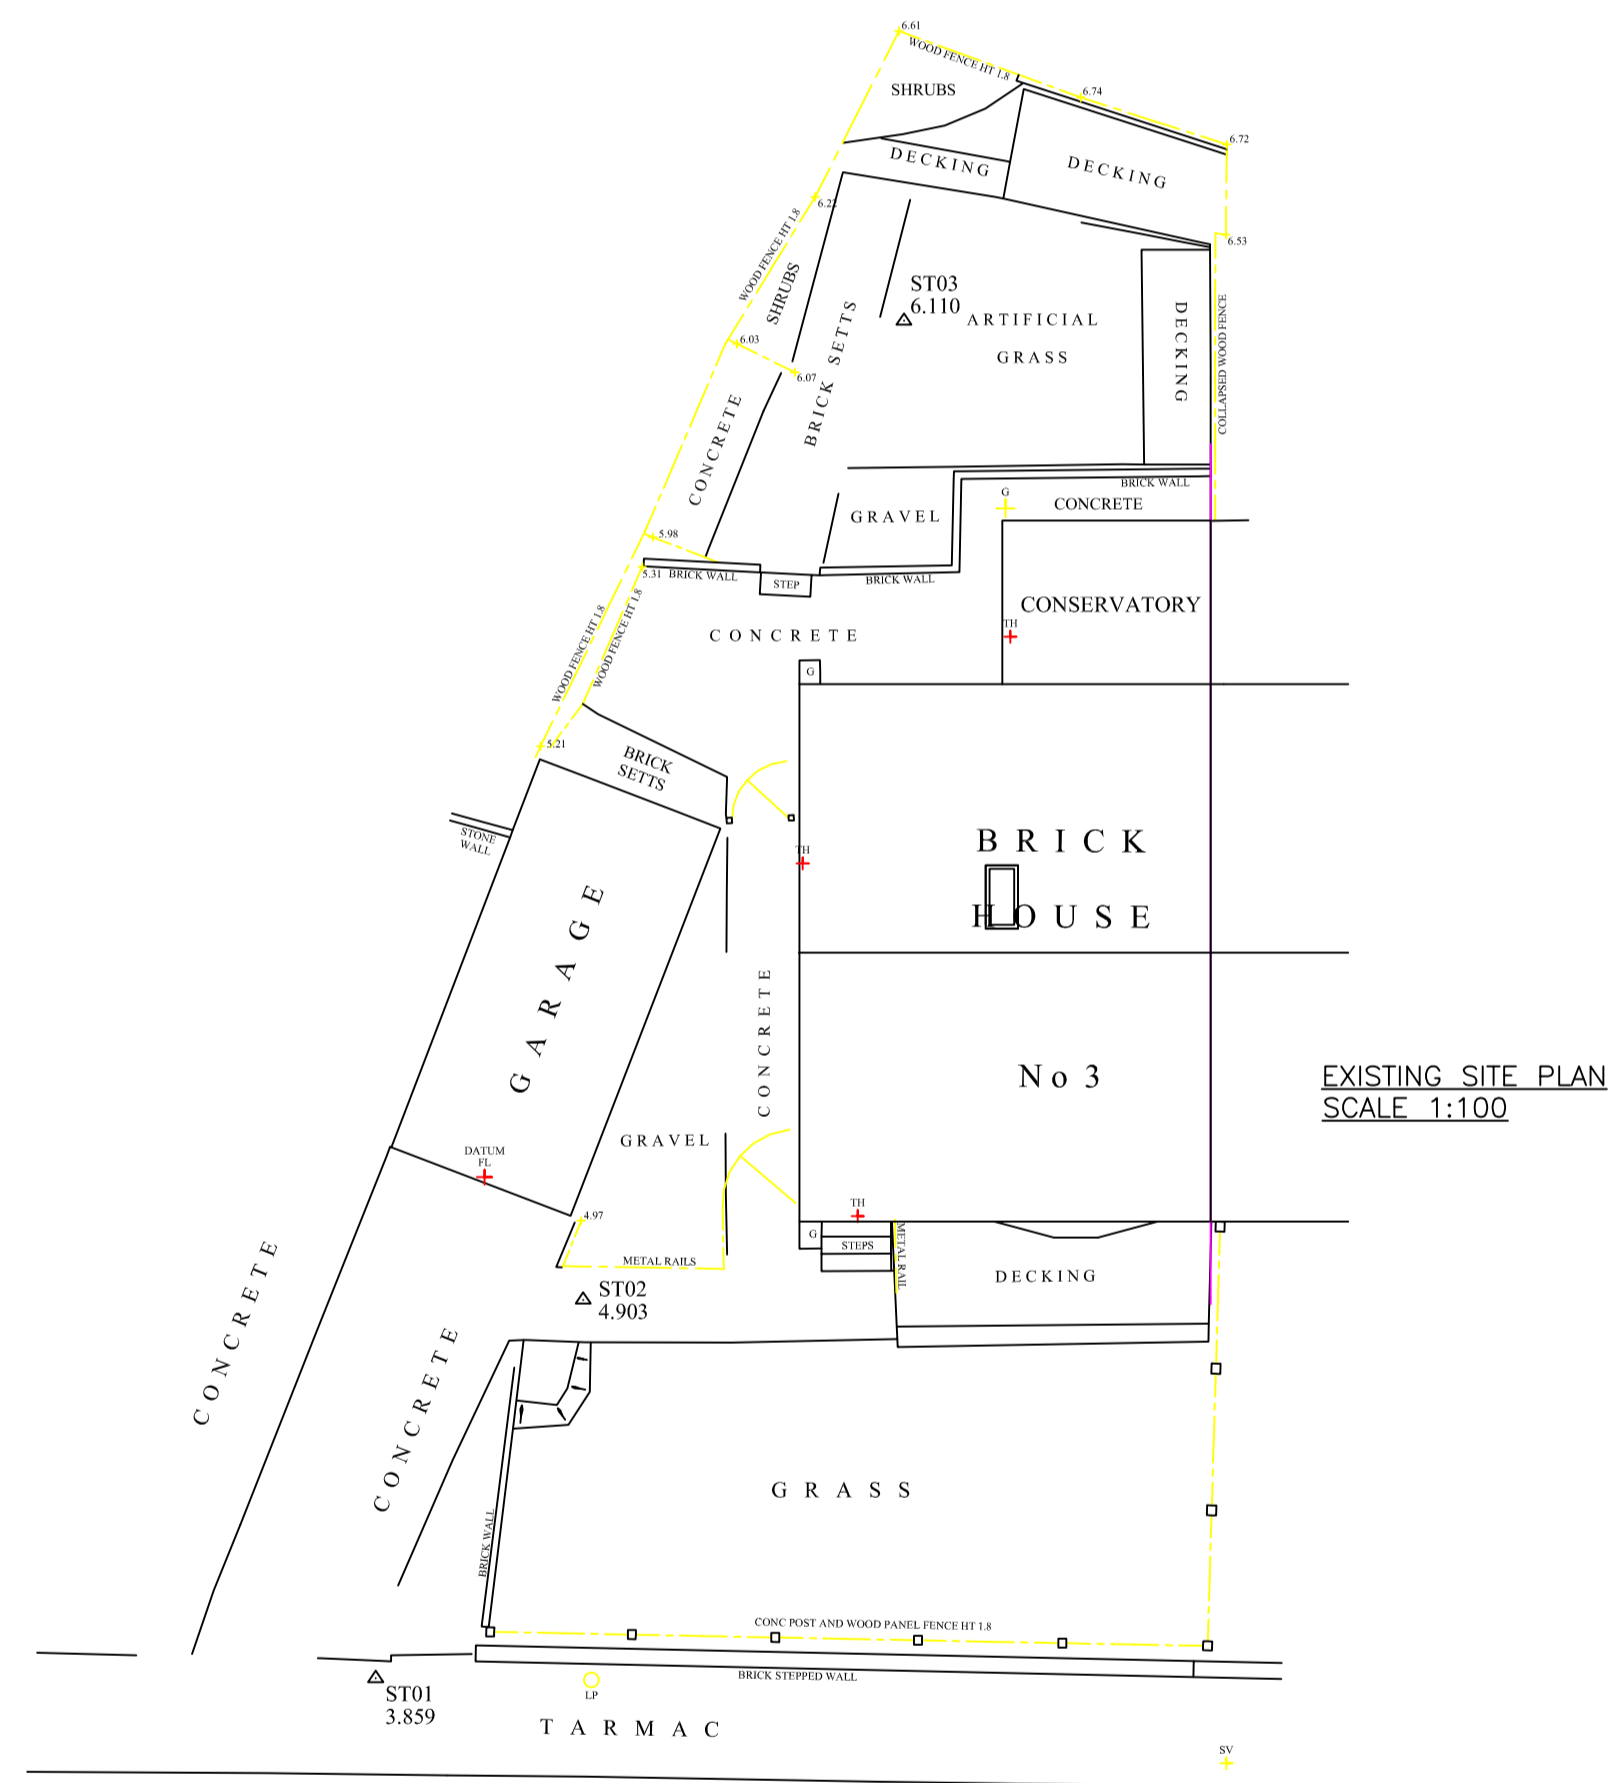 6.61
WOOD FENCE HT 1.8
SHRUBS
6.74
6.72
DECKING
DECKING
6.22
6.53
WOOD FENCE HT 1.8
SHRUBS
ST03
6.110
ARTIFICIAL
GRASS
DECKING
COLLAPSED WOOD FENCE
6.03
6.07
BRICK SETTS
CONCRETE
BRICK WALL
G
CONCRETE
GRAVEL
5.98
5.31
BRICK WALL
STEP
BRICK WALL
WOOD FENCE HT 1.8
WOOD FENCE HT 1.8
CONSERVATORY
TH
CONCRETE
G
5.21
BRICK
SETTS
STONE
WALL
TH
BRICK
HOUSE
GARAGE
CONCRETE
No 3
EXISTING SITE PLAN
SCALE 1:100
GRAVEL
DATUM
FL
TH
4.97
G
STEPS
METAL RAIL
METAL RAILS
DECKING
ST02
4.903
CONCRETE
CONCRETE
GRASS
BRICK WALL
CONC POST AND WOOD PANEL FENCE HT 1.8
BRICK STEPPED WALL
ST01
3.859
LP
TARMAC
SV